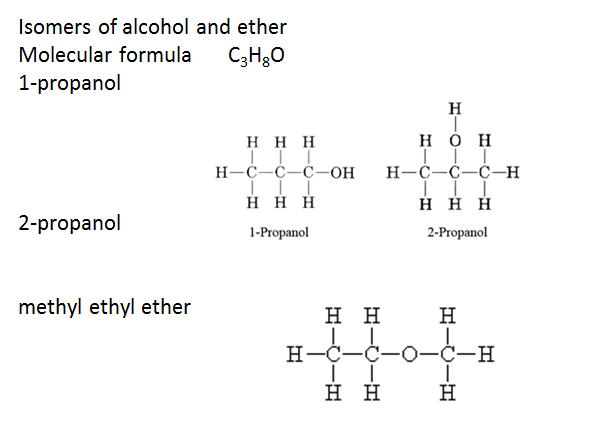 Isomers of alcohol and ether
Molecular formula C₃H₈O
1-propanol
H
H H H H O H
H-C-C-C-OH H-C-C-C-H
H H H H H H
2-propanol
1-Propanol 2-Propanol
methyl ethyl ether
H H H
H-C-C-O-C-H
H H H